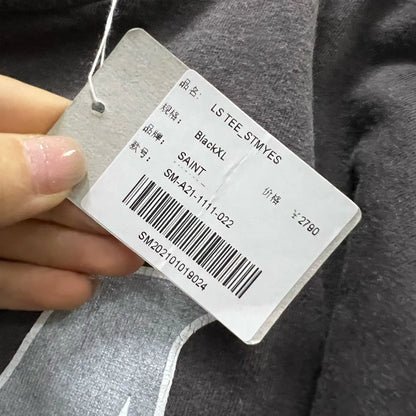 品名: LS TEE_STMYES
规格: BlackXL
品牌: SAINT
款号: SM-A21-1111-022
价格 ¥2790
SM202101019024